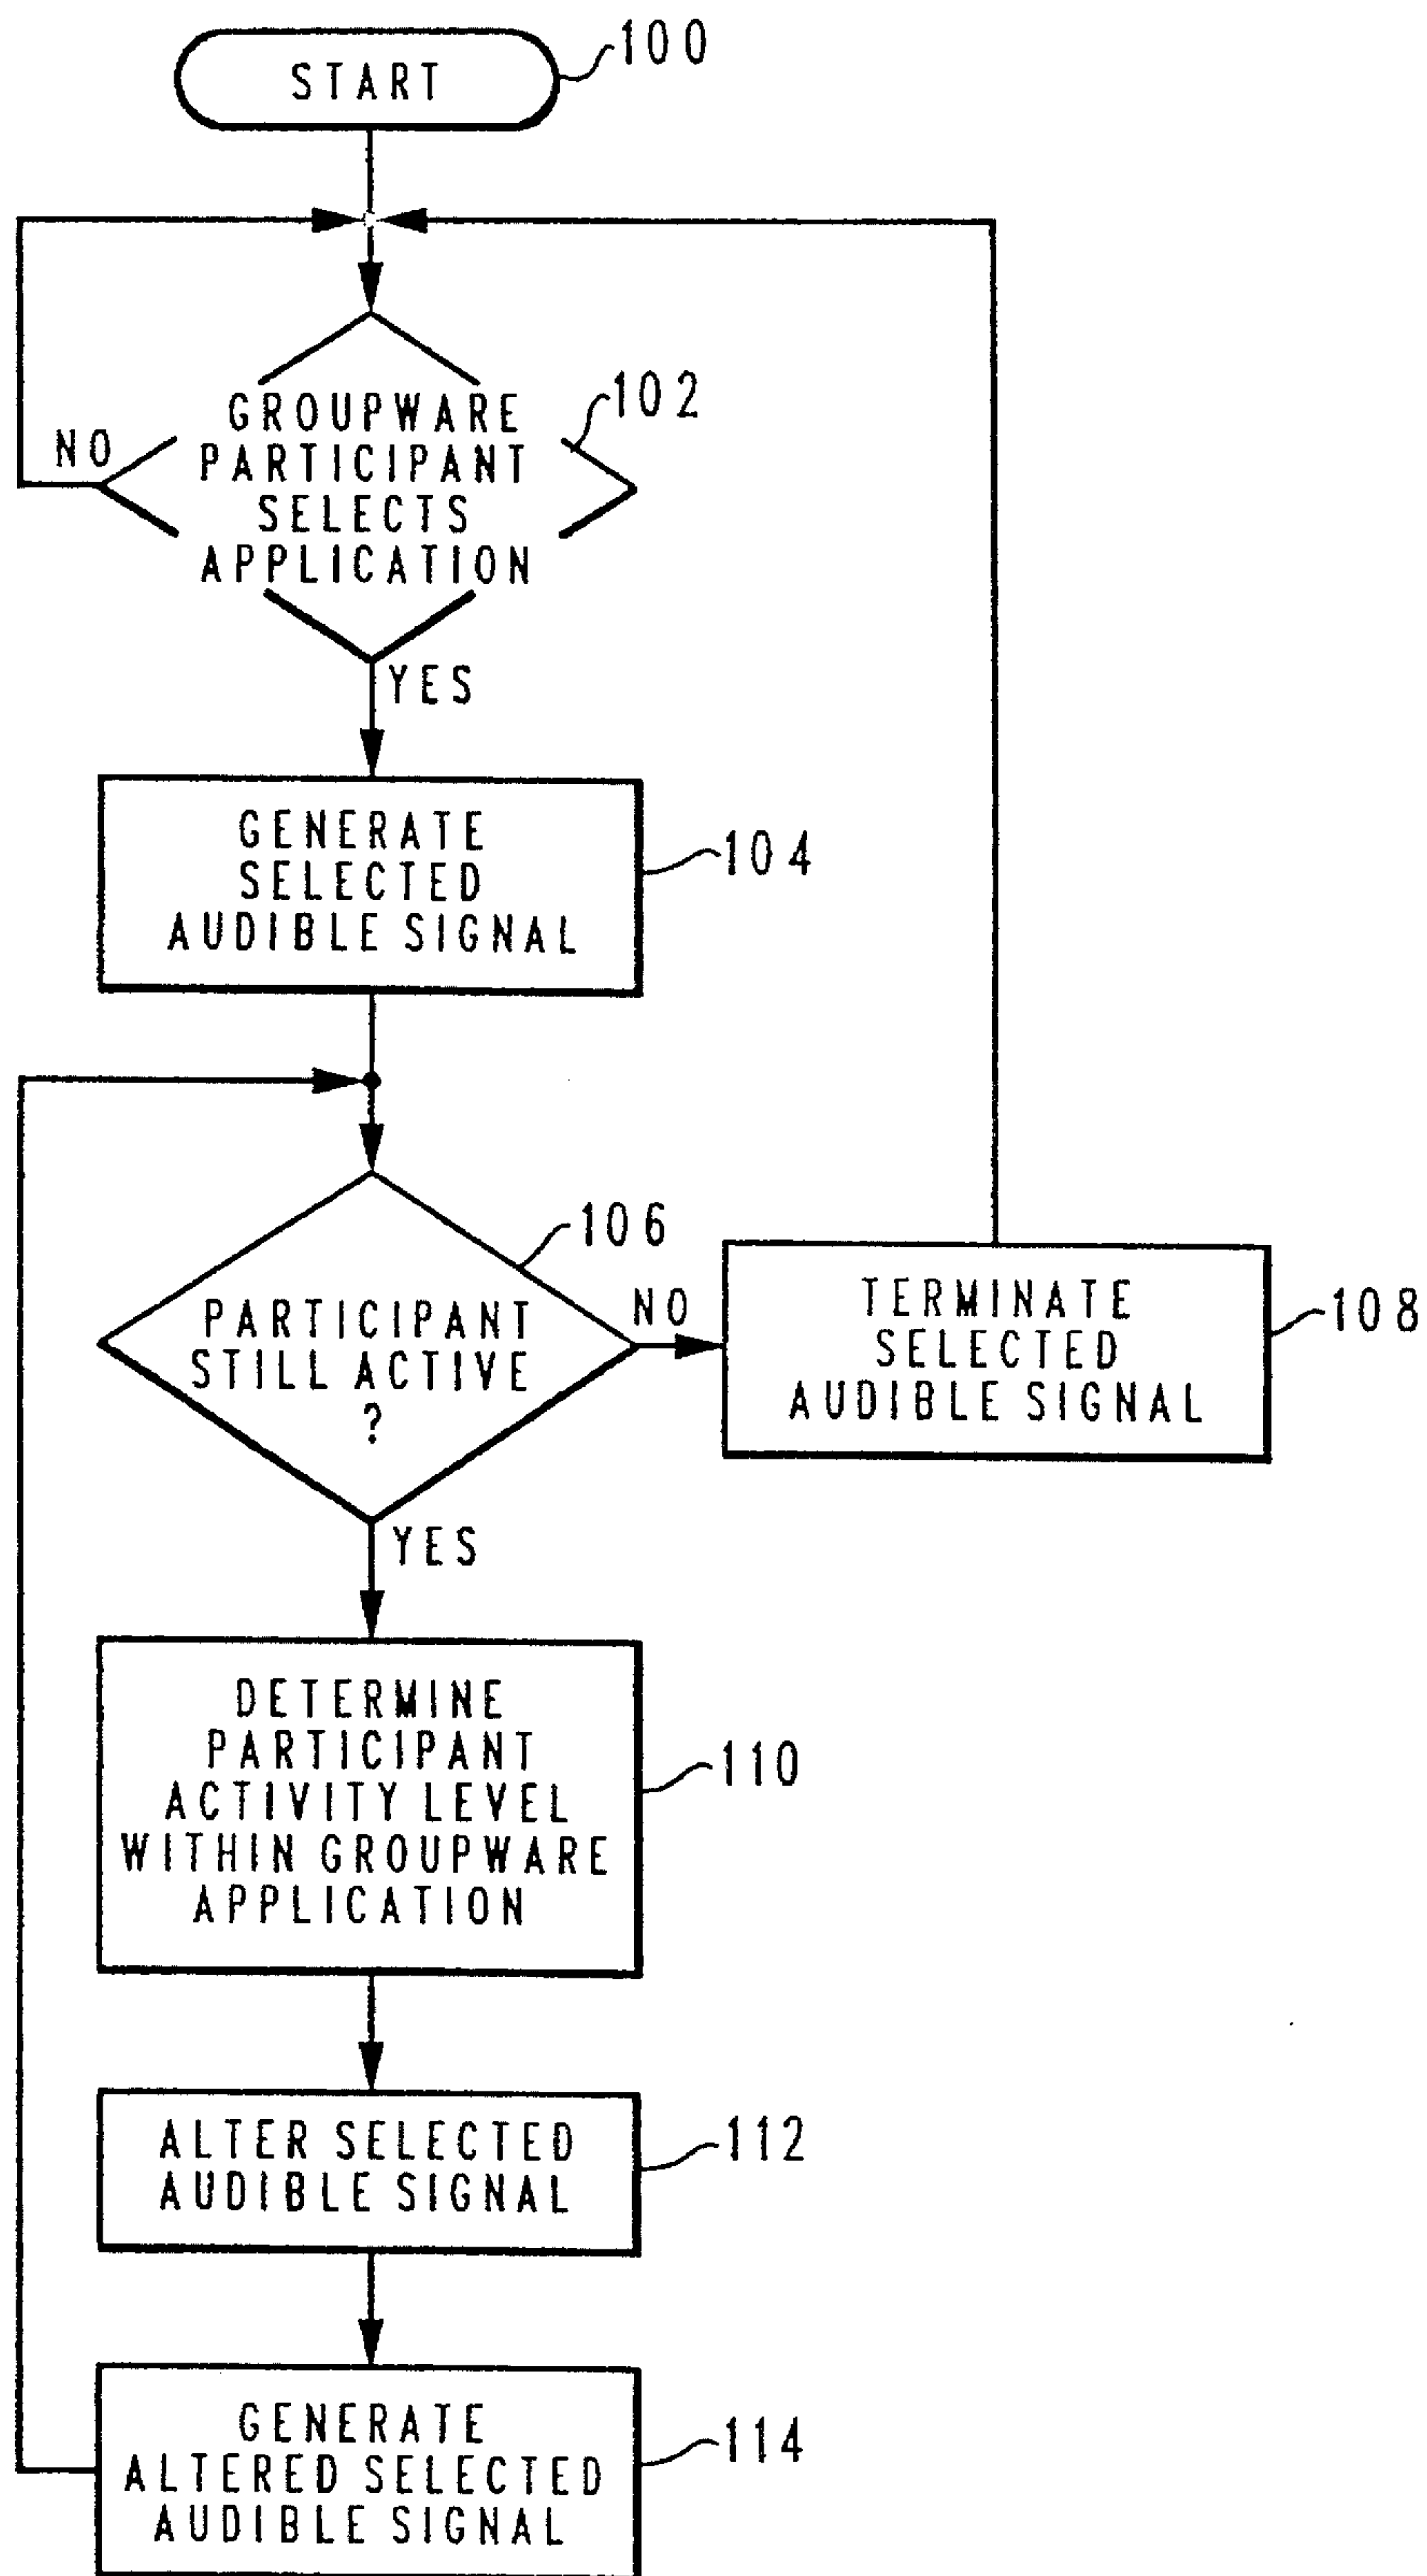 START
100
GROUPWARE
PARTICIPANT
SELECTS
APPLICATION
102
NO
YES
GENERATE
SELECTED
AUDIBLE SIGNAL
104
PARTICIPANT
STILL ACTIVE
?
106
NO
TERMINATE
SELECTED
AUDIBLE SIGNAL
108
YES
DETERMINE
PARTICIPANT
ACTIVITY LEVEL
WITHIN GROUPWARE
APPLICATION
110
ALTER SELECTED
AUDIBLE SIGNAL
112
GENERATE
ALTERED SELECTED
AUDIBLE SIGNAL
114